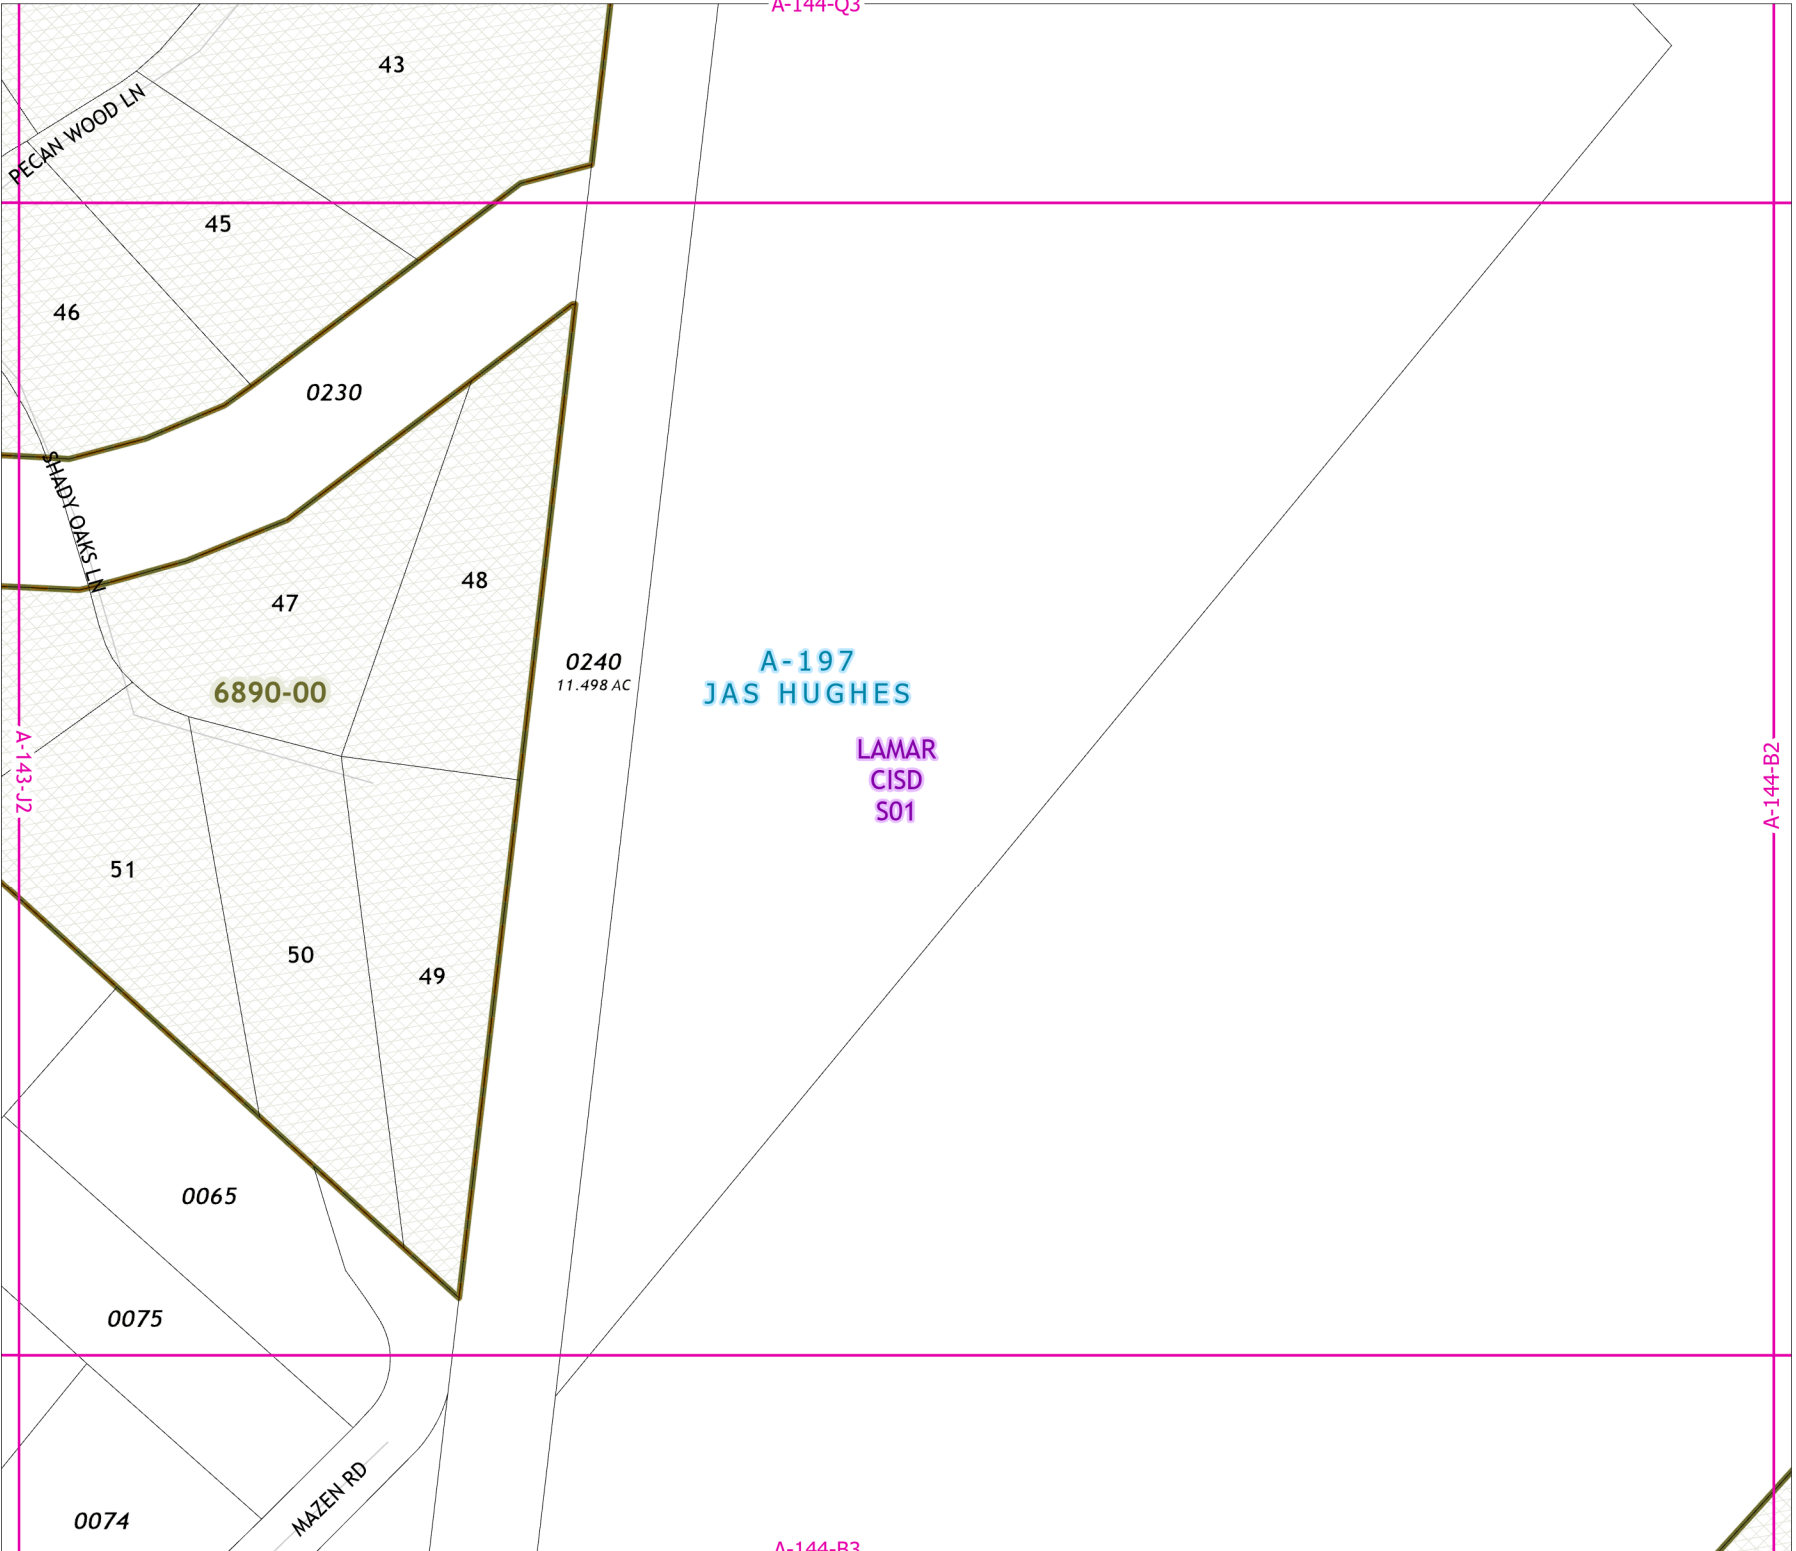 A-144-Q3
43
PECAN WOOD LN
45
46
0230
SHADY OAKS LN
48
47
0240
11.498 AC
6890-00
A-197
JAS HUGHES
LAMAR
CISD
S01
A-143-J2
A-144-B2
51
50
49
0065
0075
MAZEN RD
0074
A-144-B3